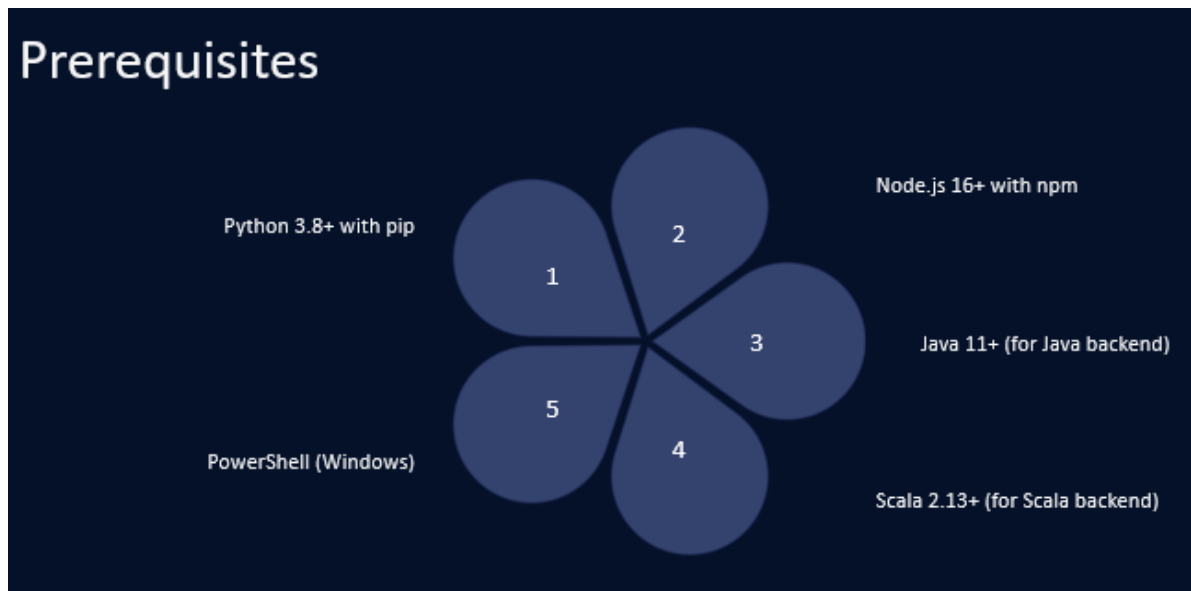 Prerequisites
Python 3.8+ with pip
1
2
Node.js 16+ with npm
3
Java 11+ (for Java backend)
4
Scala 2.13+ (for Scala backend)
5
PowerShell (Windows)